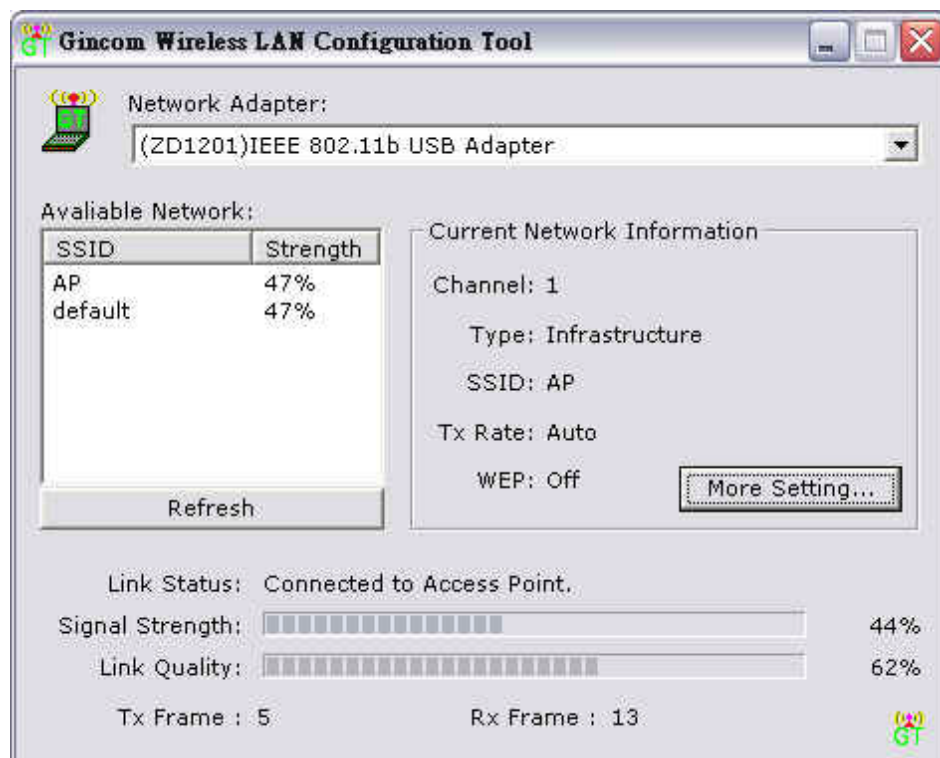 Gincom Wireless LAN Configuration Tool
Network Adapter:
(ZD1201)IEEE 802.11b USB Adapter
Avaliable Network:
SSID Strength
AP 47%
default 47%
Refresh
Current Network Information
Channel: 1
Type: Infrastructure
SSID: AP
Tx Rate: Auto
WEP: Off
More Setting...
Link Status: Connected to Access Point.
Signal Strength: 44%
Link Quality: 62%
Tx Frame : 5 Rx Frame : 13
GT